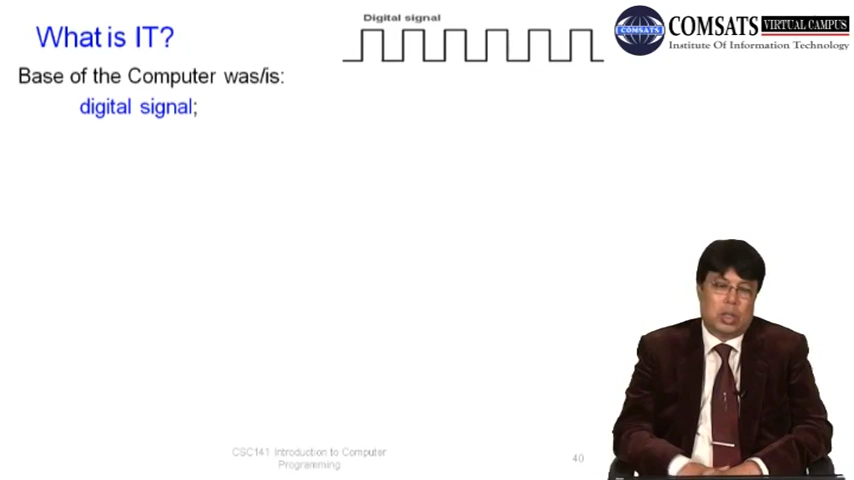 What is IT?
Digital signal
COMSATS VIRTUAL CAMPUS
COMSATS
Institute Of Information Technology
Base of the Computer was/is:
digital signal;
CSC141 Introduction to Computer
Programming
40